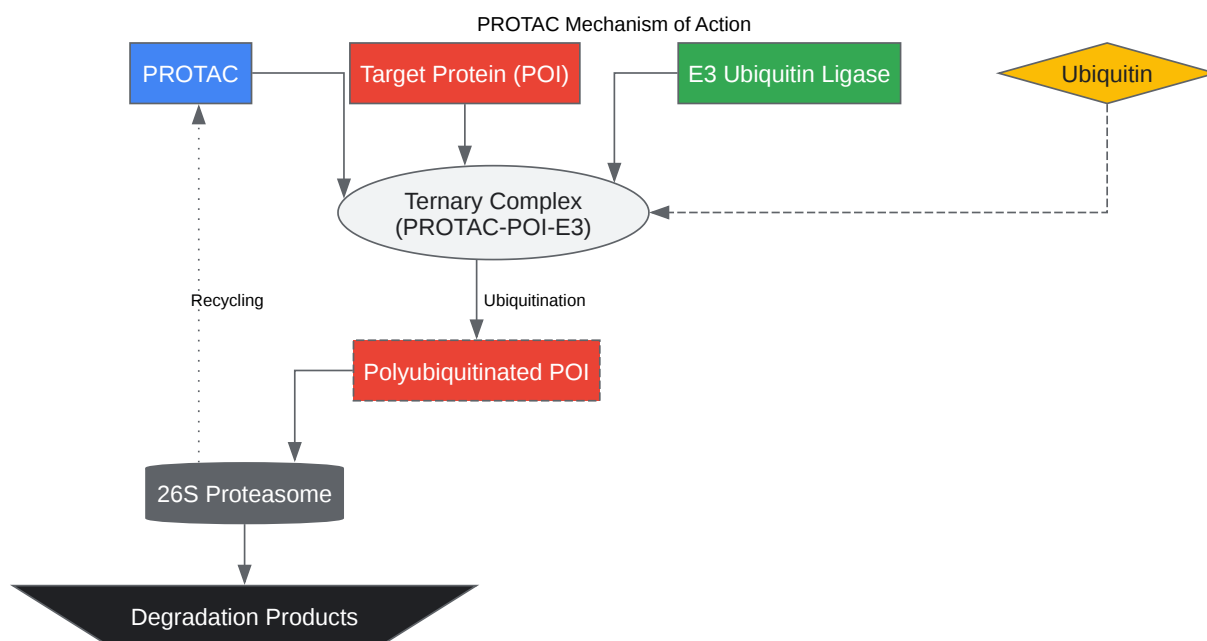 PROTAC Mechanism of Action
PROTAC
Target Protein (POI)
E3 Ubiquitin Ligase
Ubiquitin
Ternary Complex
(PROTAC-POI-E3)
Recycling
Ubiquitination
Polyubiquitinated POI
26S Proteasome
Degradation Products